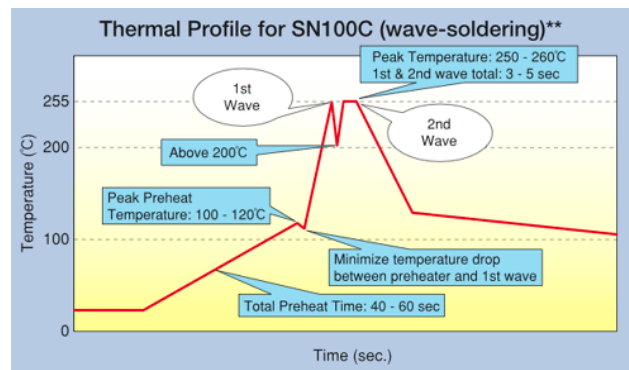 Thermal Profile for SN100C (wave-soldering)**
Peak Temperature: 250 - 260℃
1st & 2nd wave total: 3 - 5 sec
1st
Wave
255
2nd
Wave
Above 200℃
200
Temperature (℃)
Peak Preheat
Temperature: 100 - 120℃
100
Minimize temperature drop
between preheater and 1st wave
Total Preheat Time: 40 - 60 sec
0
Time (sec.)